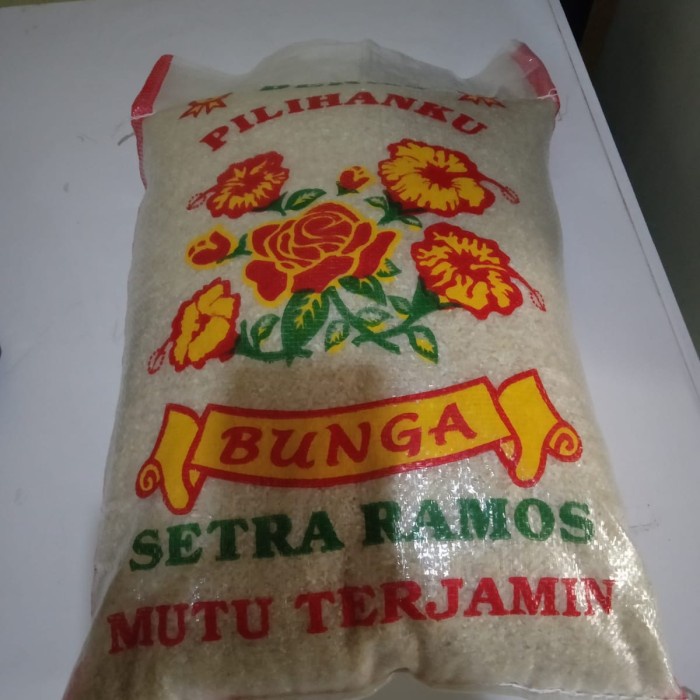 PILIHANKU
BUNGA
SETRA RAMOS
MUTU TERJAMIN